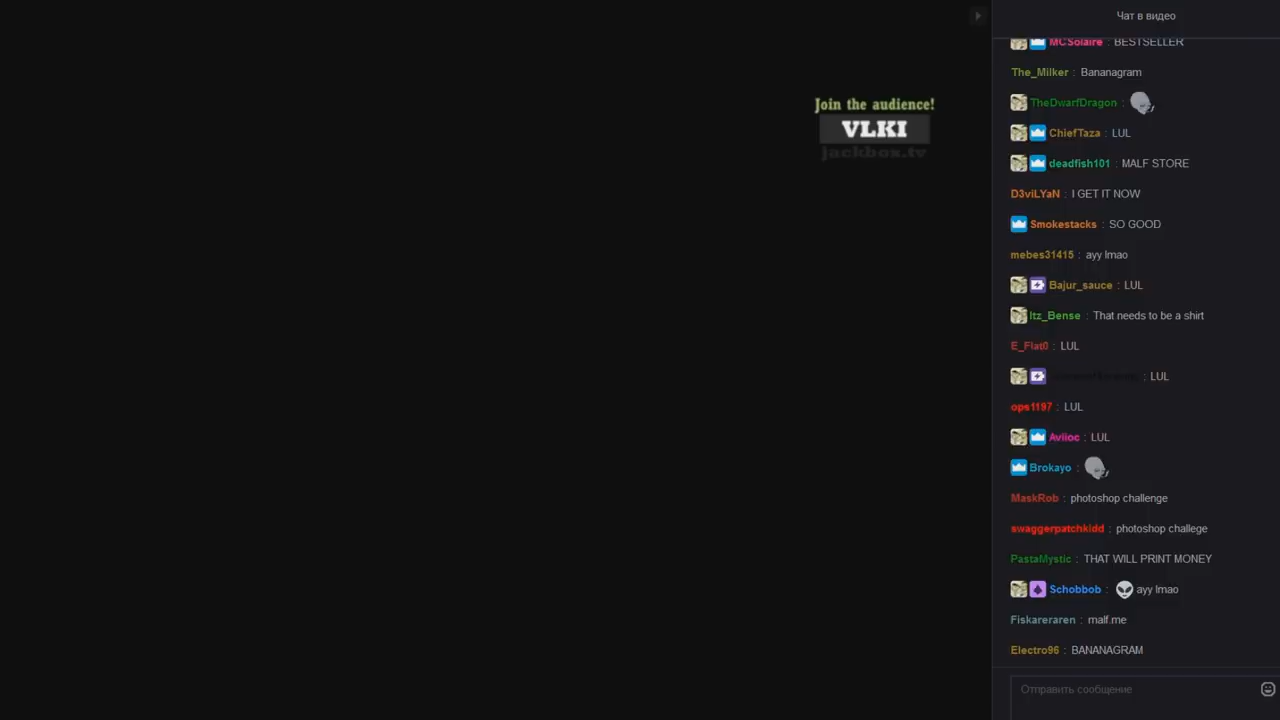 Join the audience!
VLKI
jackbox.tv
Чат в видео
MCSolaire : BESTSELLER
The_Milker : Bananagram
TheDwarfDragon :
ChiefTaza : LUL
deadfish101 : MALF STORE
D3viLYaN : I GET IT NOW
Smokestacks : SO GOOD
mebes31415 : ayy lmao
Bajur_sauce : LUL
Itz_Bense : That needs to be a shirt
E_Flat0 : LUL
: LUL
ops1197 : LUL
Aviioc : LUL
Brokayo :
MaskRob : photoshop challenge
swaggerpatchkidd : photoshop challege
PastaMystic : THAT WILL PRINT MONEY
Schobbob : ayy lmao
Fiskareraren : malf.me
Electro96 : BANANAGRAM
Отправить сообщение